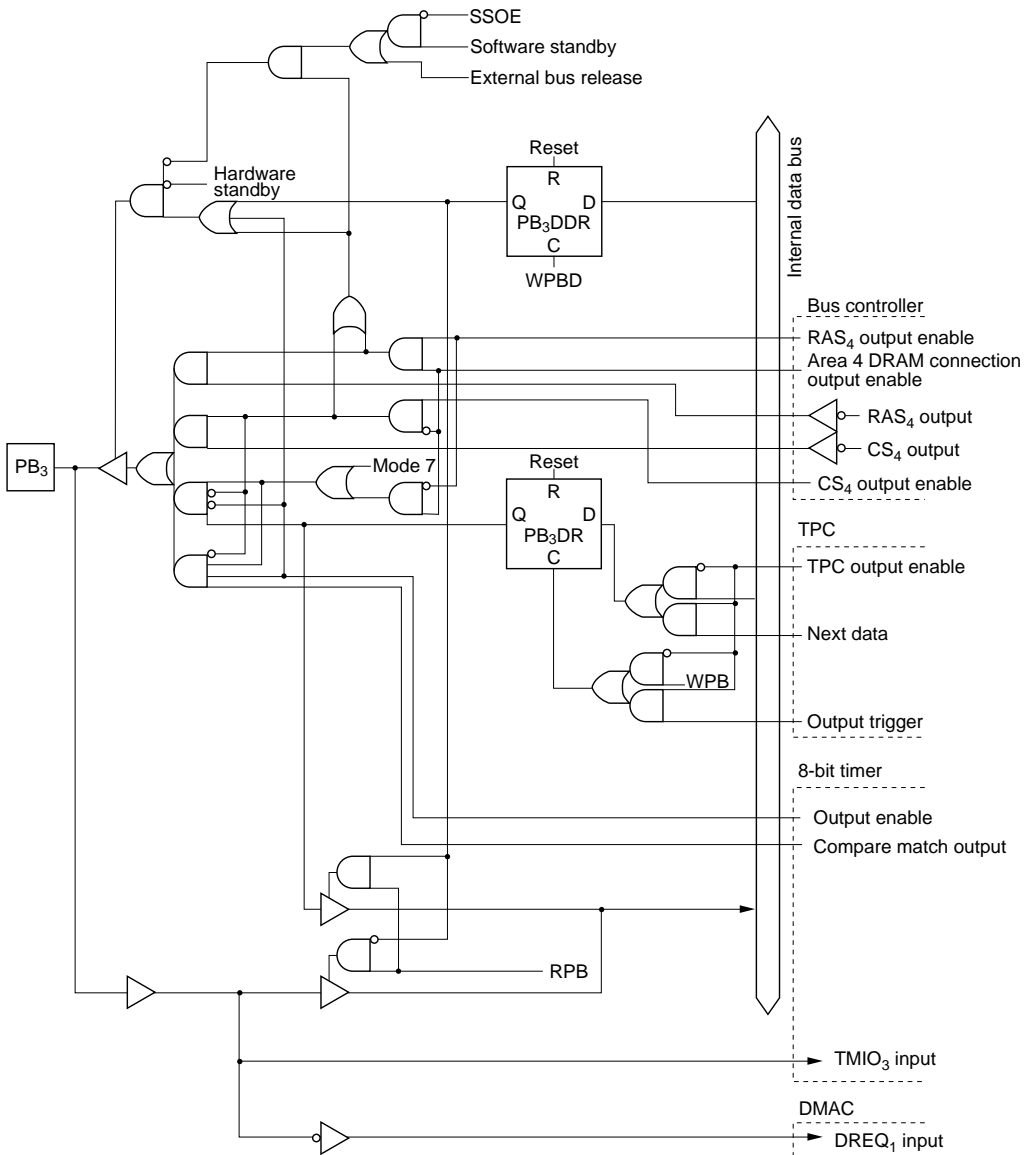 SSOE
Software standby
External bus release
Hardware
standby
Reset
R
Q D
PB₃DDR
C
WPBD
Internal data bus
Bus controller
RAS₄ output enable
Area 4 DRAM connection
output enable
RAS₄ output
CS₄ output
CS₄ output enable
PB₃
Mode 7
Reset
R
Q D
PB₃DR
C
TPC
TPC output enable
Next data
WPB
Output trigger
8-bit timer
Output enable
Compare match output
RPB
TMIO₃ input
DMAC
DREQ₁ input